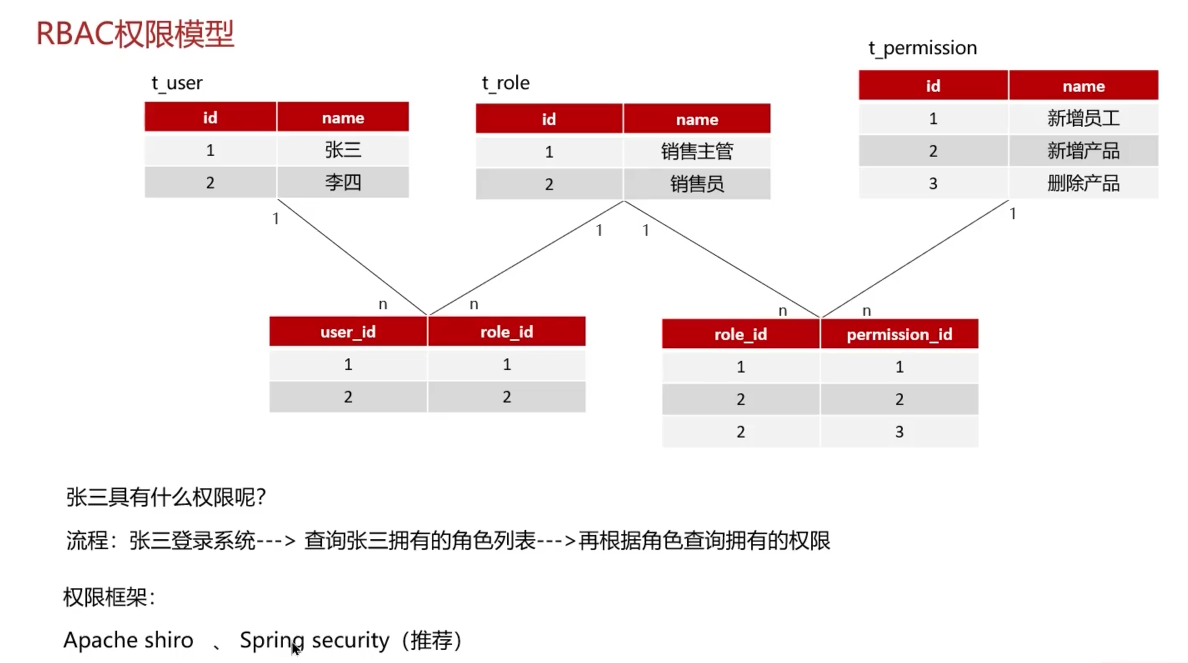 RBAC权限模型
t_user
id name
1 张三
2 李四
t_role
id name
1 销售主管
2 销售员
t_permission
id name
1 新增员工
2 新增产品
3 删除产品
1
1 1
1
n n
n n
user_id role_id
1 1
2 2
role_id permission_id
1 1
2 2
2 3
张三具有什么权限呢？
流程：张三登录系统---> 查询张三拥有的角色列表--->再根据角色查询拥有的权限
权限框架：
Apache shiro 、 Spring security（推荐）